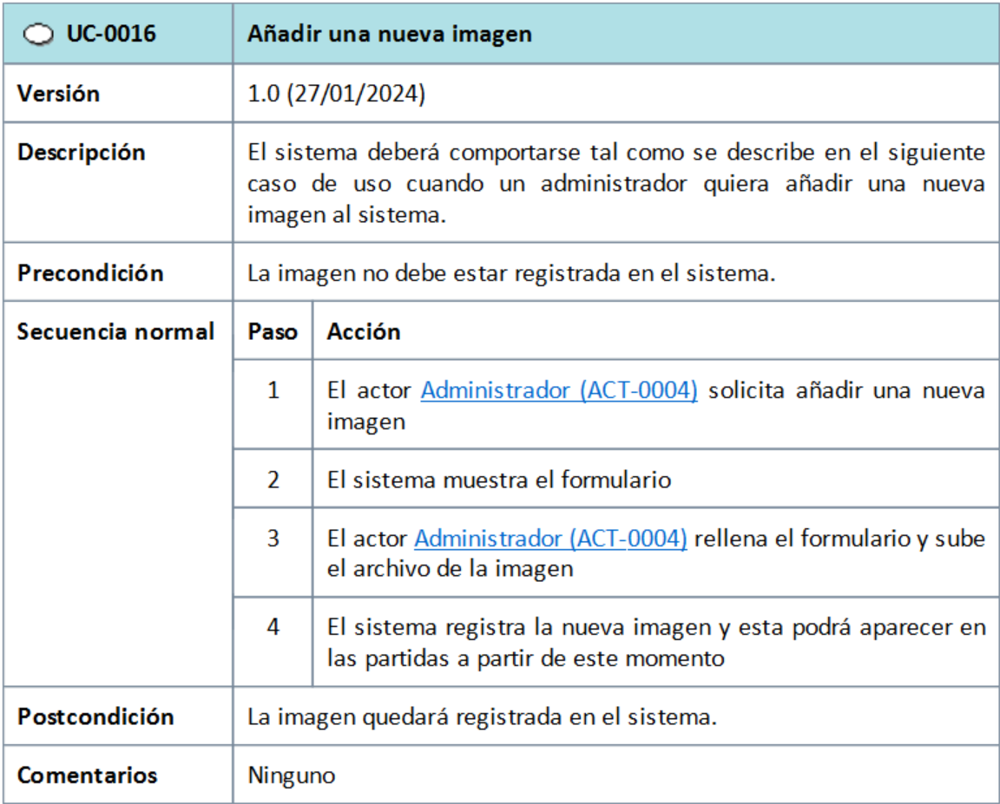 UC-0016 Añadir una nueva imagen
Versión 1.0 (27/01/2024)
Descripción El sistema deberá comportarse tal como se describe en el siguiente
caso de uso cuando un administrador quiera añadir una nueva
imagen al sistema.
Precondición La imagen no debe estar registrada en el sistema.
Secuencia normal Paso Acción
1 El actor Administrador (ACT-0004) solicita añadir una nueva
imagen
2 El sistema muestra el formulario
3 El actor Administrador (ACT-0004) rellena el formulario y sube
el archivo de la imagen
4 El sistema registra la nueva imagen y esta podrá aparecer en
las partidas a partir de este momento
Postcondición La imagen quedará registrada en el sistema.
Comentarios Ninguno